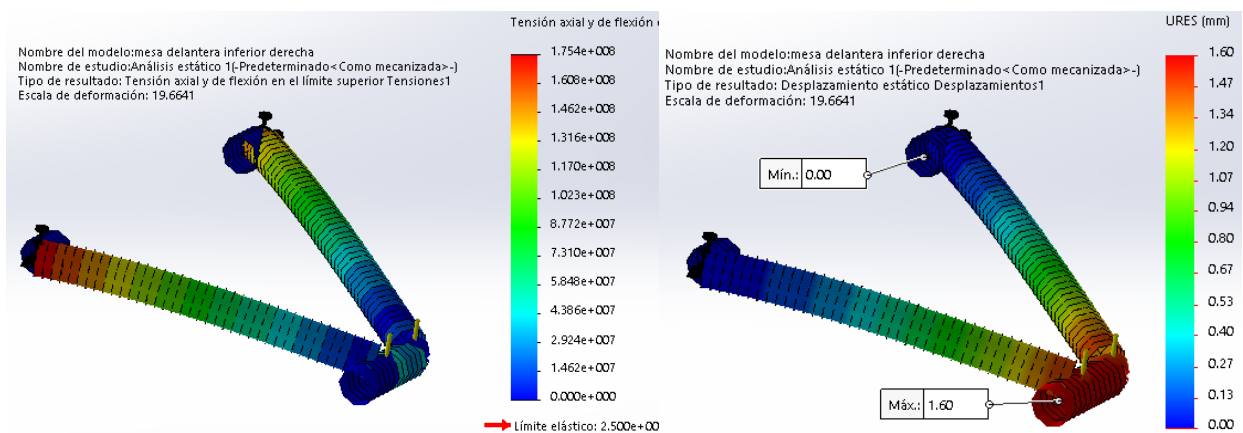 Tensión axial y de flexión
Nombre del modelo:mesa delantera inferior derecha
Nombre de estudio:Análisis estático 1(-Predeterminado<Como mecanizada>-)
Tipo de resultado: Tensión axial y de flexión en el límite superior Tensiones1
Escala de deformación: 19.6641
1.754e+008
1.608e+008
1.462e+008
1.316e+008
1.170e+008
1.023e+008
8.772e+007
7.310e+007
5.848e+007
4.386e+007
2.924e+007
1.462e+007
0.000e+000
Límite elástico: 2.500e+00
URES (mm)
Nombre del modelo:mesa delantera inferior derecha
Nombre de estudio:Análisis estático 1(-Predeterminado<Como mecanizada>-)
Tipo de resultado: Desplazamiento estático Desplazamientos1
Escala de deformación: 19.6641
Mín.: 0.00
Máx.: 1.60
1.60
1.47
1.34
1.20
1.07
0.94
0.80
0.67
0.53
0.40
0.27
0.13
0.00